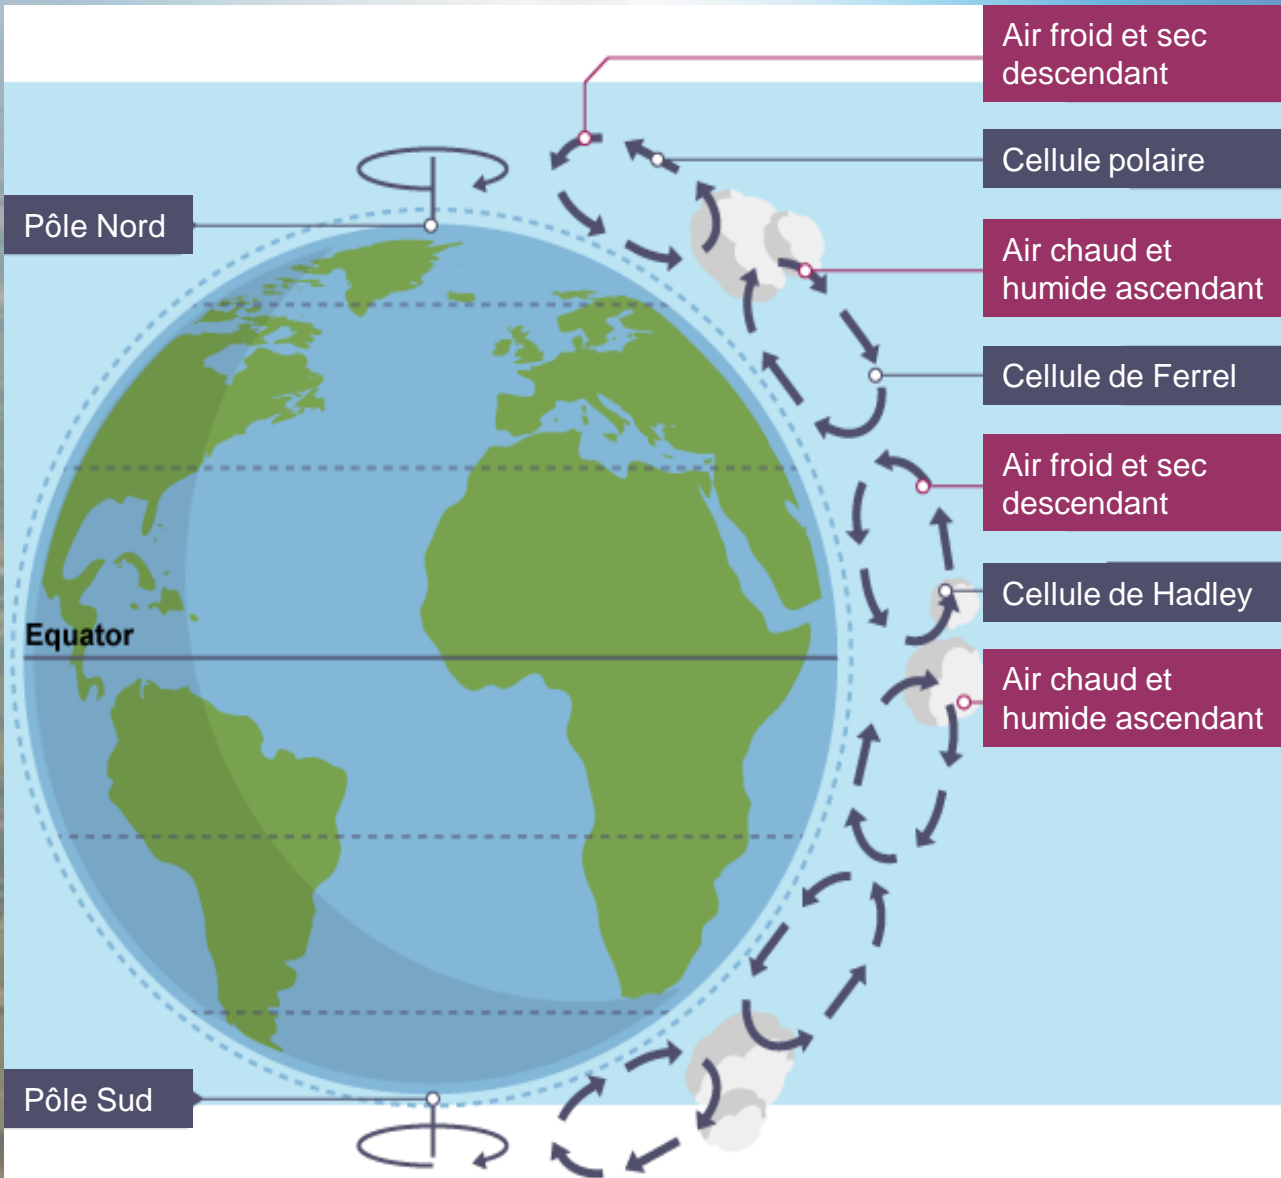 Air froid et sec
descendant
Cellule polaire
Pôle Nord
Air chaud et
humide ascendant
Cellule de Ferrel
Air froid et sec
descendant
Cellule de Hadley
Equator
Air chaud et
humide ascendant
Pôle Sud